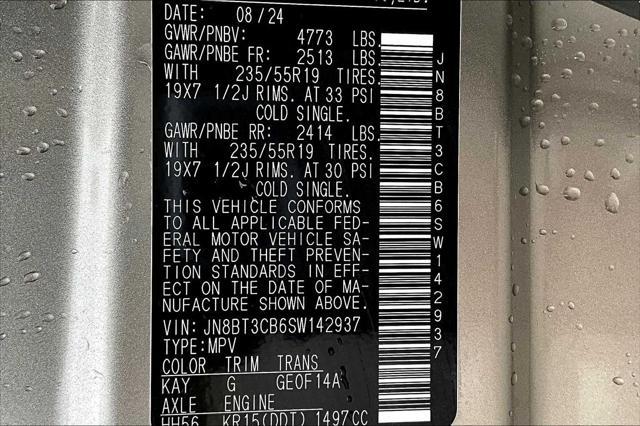 DATE: 08/24
GVWR/PNBV: 4773 LBS
GAWR/PNBE FR: 2513 LBS
WITH 235/55R19 TIRES
19X7 1/2J RIMS. AT 33 PSI
COLD SINGLE.
GAWR/PNBE RR: 2414 LBS.
WITH 235/55R19 TIRES.
19X7 1/2J RIMS. AT 30 PSI
COLD SINGLE.
THIS VEHICLE CONFORMS
TO ALL APPLICABLE FED-
ERAL MOTOR VEHICLE SA-
FETY AND THEFT PREVEN-
TION STANDARDS IN EFF-
ECT ON THE DATE OF MA-
NUFACTURE SHOWN ABOVE.
VIN: JN8BT3CB6SW142937
TYPE:MPV
COLOR TRIM TRANS
KAY G GE0F14A
AXLE ENGINE
HH56 KR15(DDT) 1497CC
JN8BT3CB6SW142937